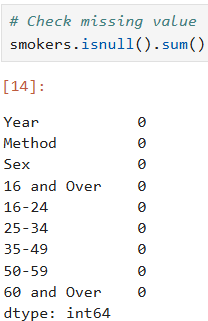 # Check missing value
smokers.isnull().sum()
[14]:
Year 0
Method 0
Sex 0
16 and Over 0
16-24 0
25-34 0
35-49 0
50-59 0
60 and Over 0
dtype: int64